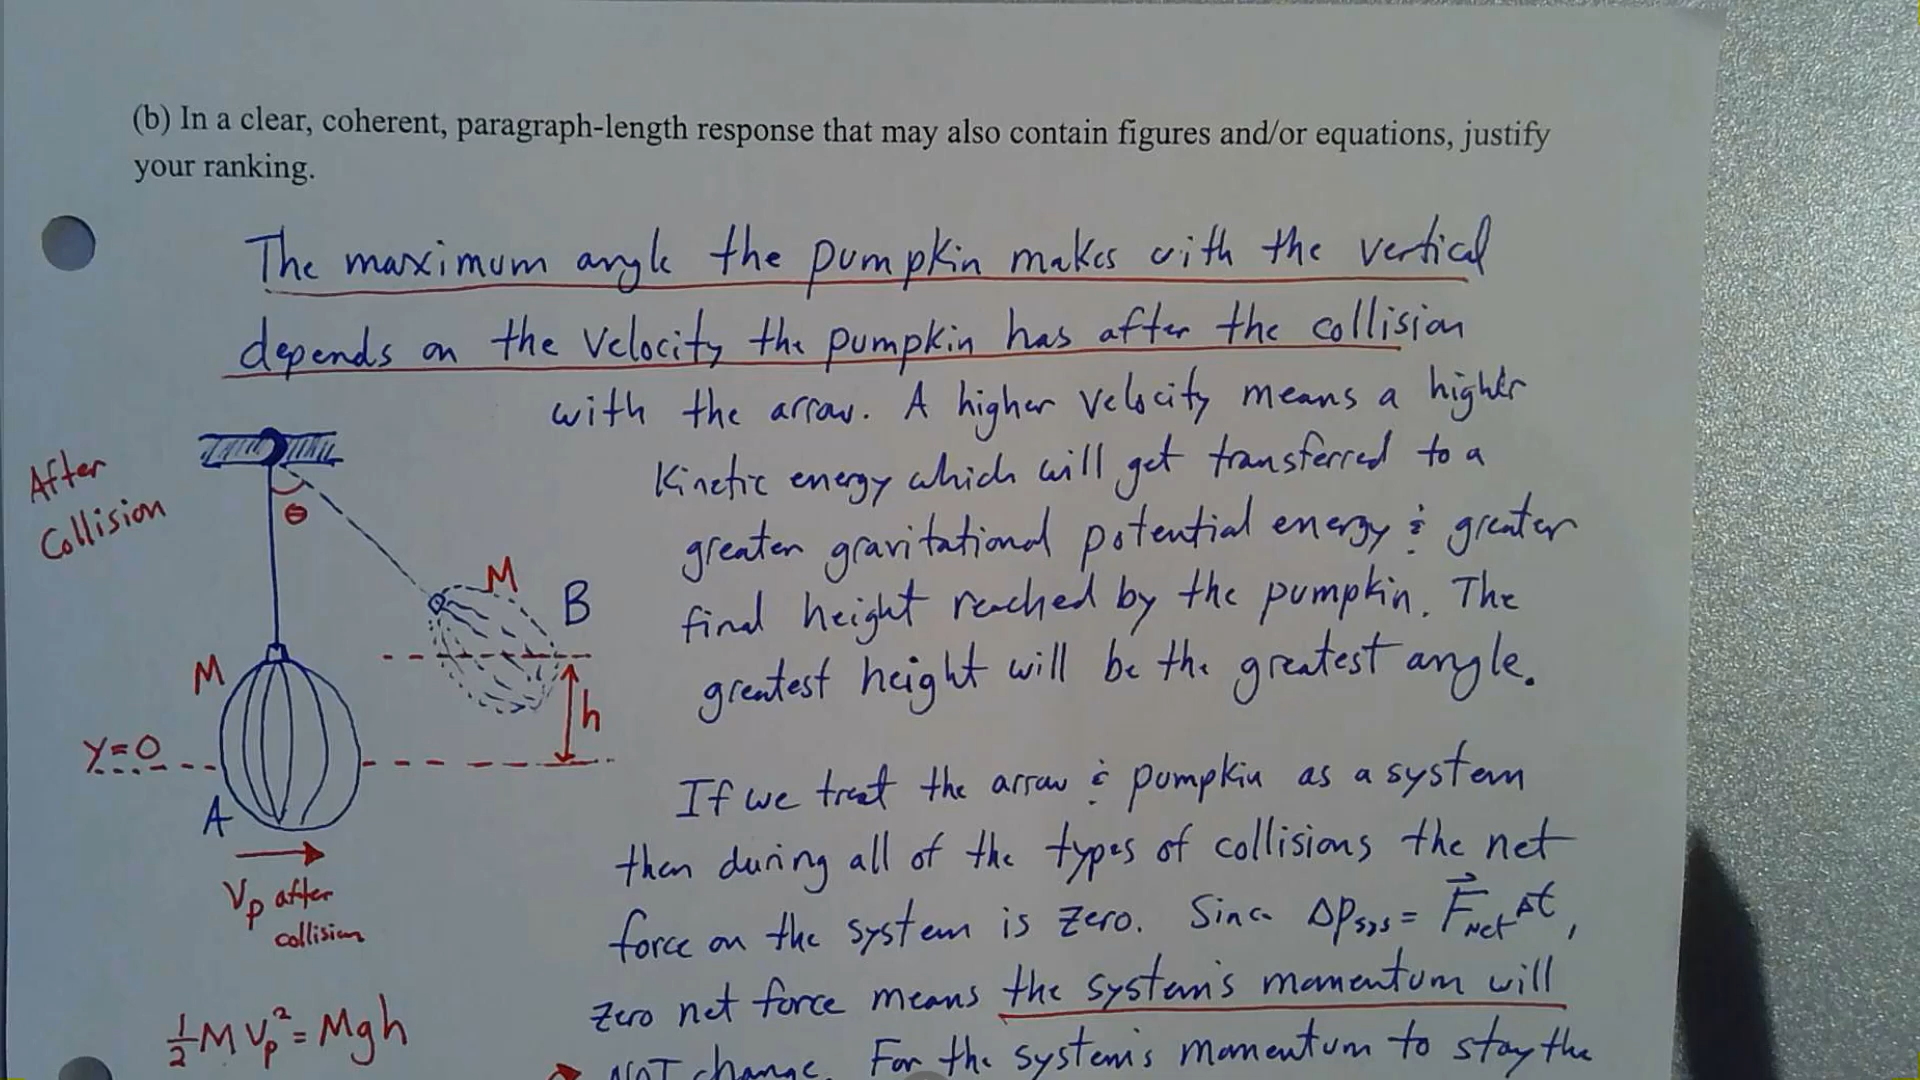 (b) In a clear, coherent, paragraph-length response that may also contain figures and/or equations, justify
your ranking.
The maximum angle the pumpkin makes with the vertical
depends on the velocity the pumpkin has after the collision
with the arrow. A higher velocity means a higher
kinetic energy which will get transferred to a
greater gravitational potential energy & greater
final height reached by the pumpkin. The
greatest height will be the greatest angle.
If we treat the arrow & pumpkin as a system
then during all of the types of collisions the net
force on the system is zero. Since Δpsys = F⃗Net Δt,
zero net force means the system's momentum will
NOT change. For the system's momentum to stay the
After
Collision
θ
M
B
M
h
Y=0
A
Vp after
collision
½MVp² = Mgh